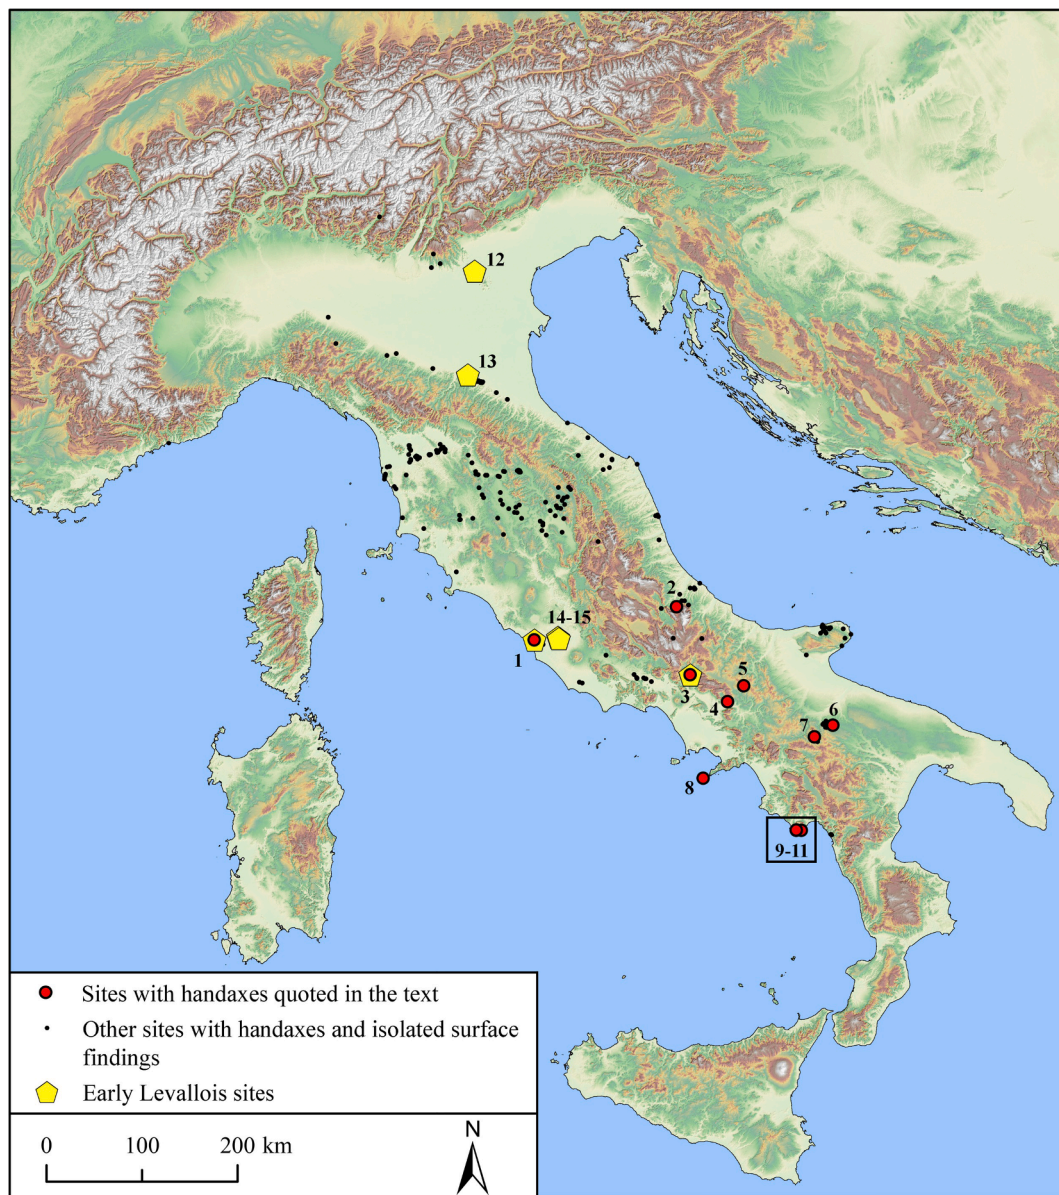 12
13
2
14-15
1
3
5
4
6
7
8
9-11
Sites with handaxes quoted in the text
Other sites with handaxes and isolated surface
findings
Early Levallois sites
0 100 200 km
N